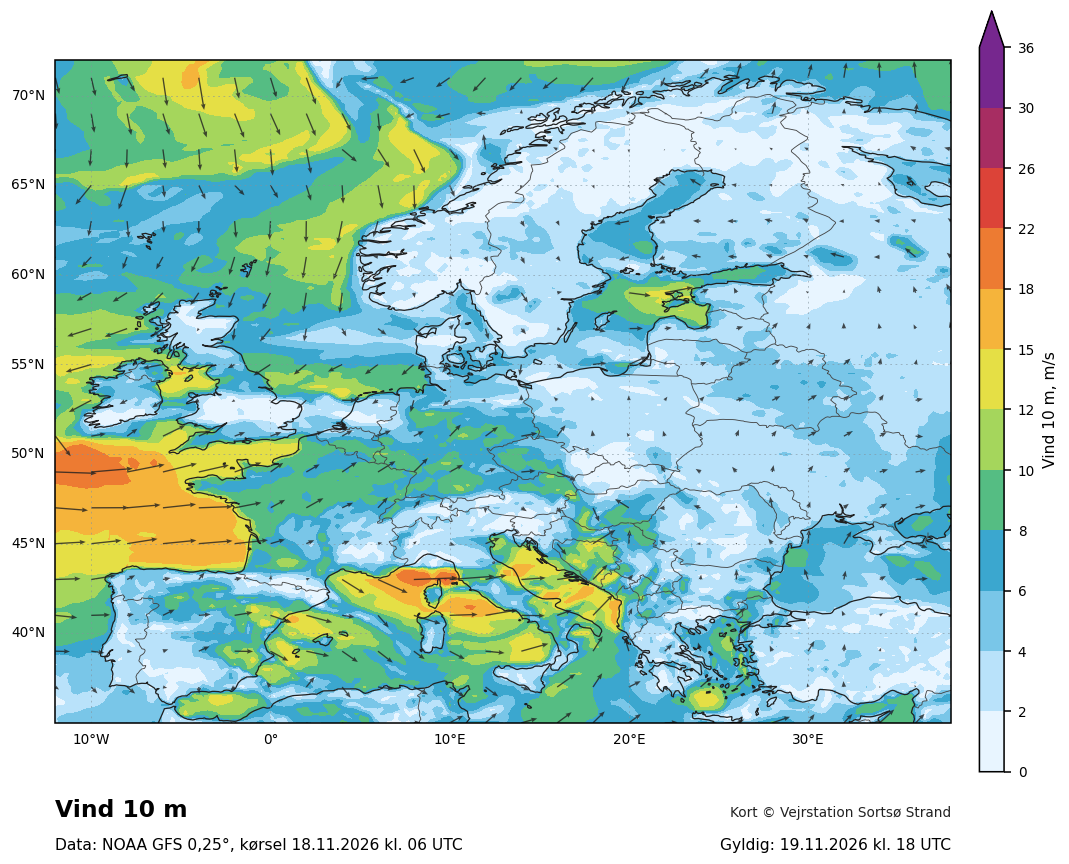 36
30
26
22
18
15
12
10
8
6
4
2
0
Vind 10 m, m/s
70°N
65°N
60°N
55°N
50°N
45°N
40°N
10°W
0°
10°E
20°E
30°E
Vind 10 m
Kort © Vejrstation Sortsø Strand
Data: NOAA GFS 0,25°, kørsel 18.11.2026 kl. 06 UTC
Gyldig: 19.11.2026 kl. 18 UTC